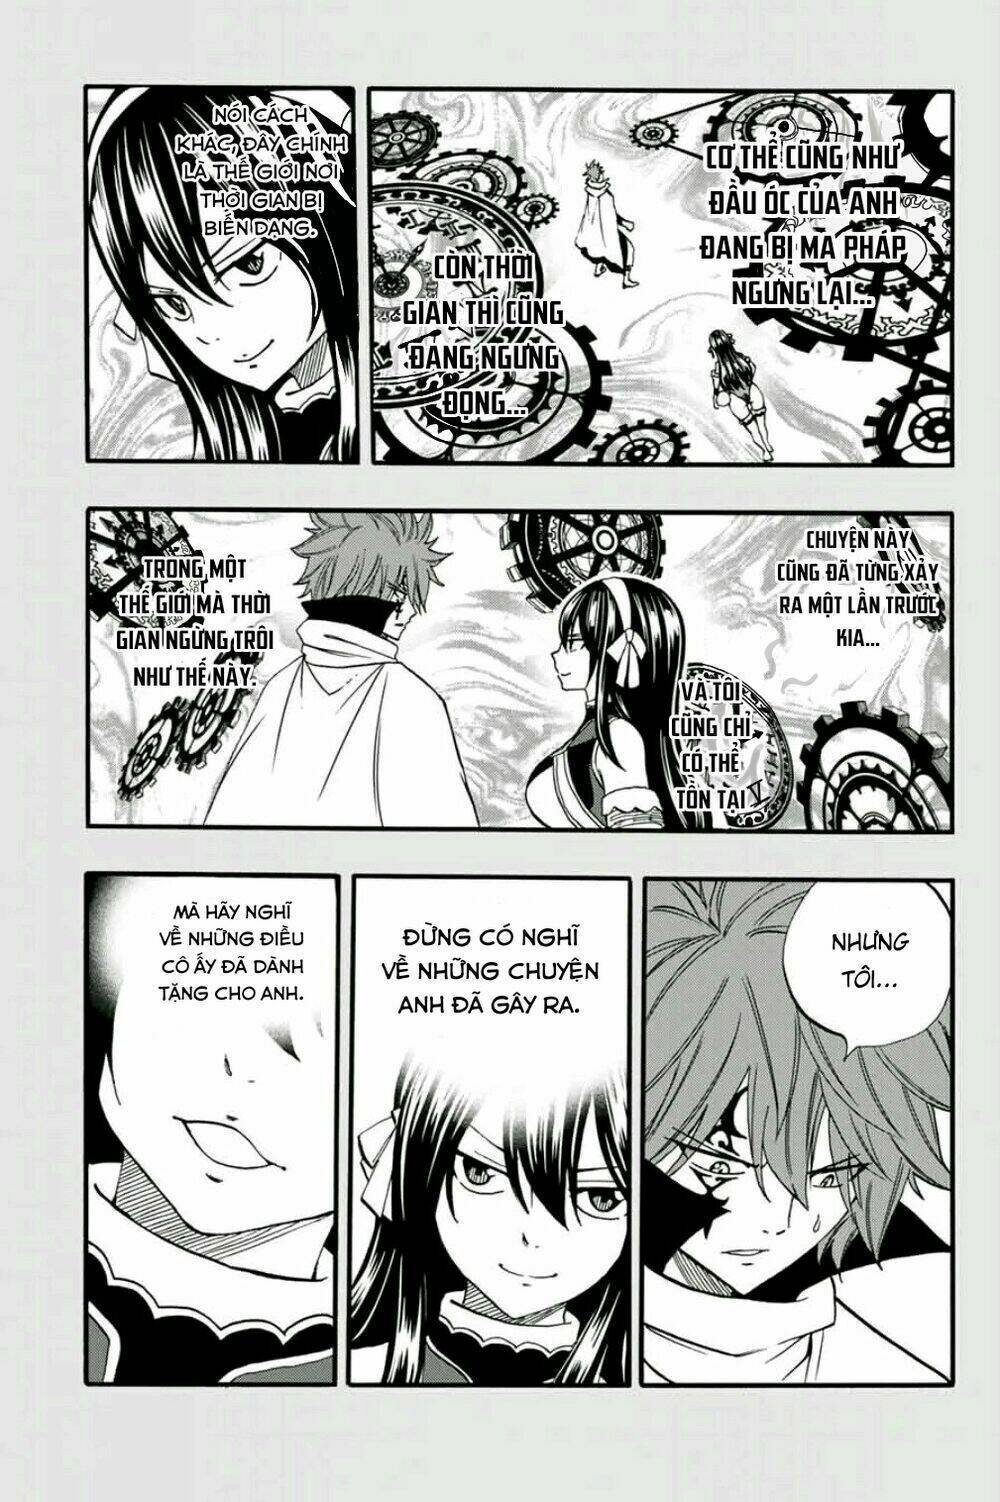 CƠ THỂ CŨNG NHƯ
ĐẦU ÓC CỦA ANH
ĐANG BỊ MA PHÁP
NGƯNG LẠI...
CÒN THỜI
GIAN THÌ CŨNG
ĐANG NGƯNG
ĐỌNG...
NÓI CÁCH
KHÁC, ĐÂY CHÍNH
LÀ THẾ GIỚI NƠI
THỜI GIAN BỊ
BIẾN DẠNG.
CHUYỆN NÀY
CŨNG ĐÃ TỪNG XẢY
RA MỘT LẦN TRƯỚC
KIA...
VÀ TÔI
CŨNG CHỈ
CÓ THỂ
TỒN TẠI
TRONG MỘT
THẾ GIỚI MÀ THỜI
GIAN NGỪNG TRÔI
NHƯ THẾ NÀY.
NHƯNG
TÔI...
ĐỪNG CÓ NGHĨ
VỀ NHỮNG CHUYỆN
ANH ĐÃ GÂY RA.
MÀ HÃY NGHĨ
VỀ NHỮNG ĐIỀU
CÔ ẤY ĐÃ DÀNH
TẶNG CHO ANH.